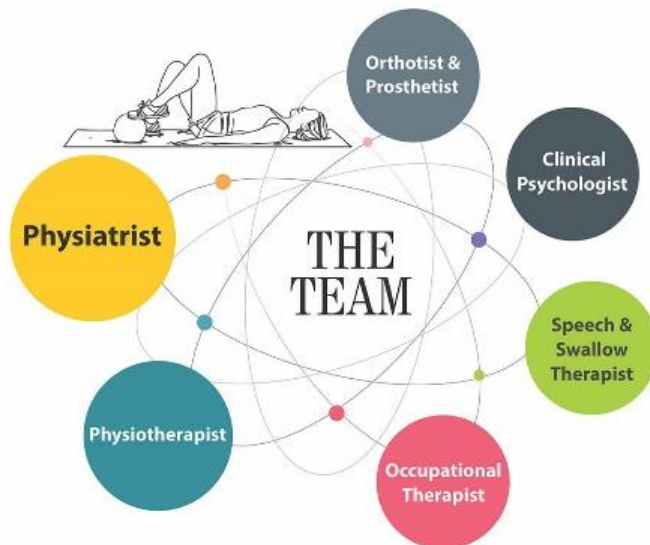 Orthotist &
Prosthetist
Clinical
Psychologist
Physiatrist
THE
TEAM
Speech &
Swallow
Therapist
Physiotherapist
Occupational
Therapist